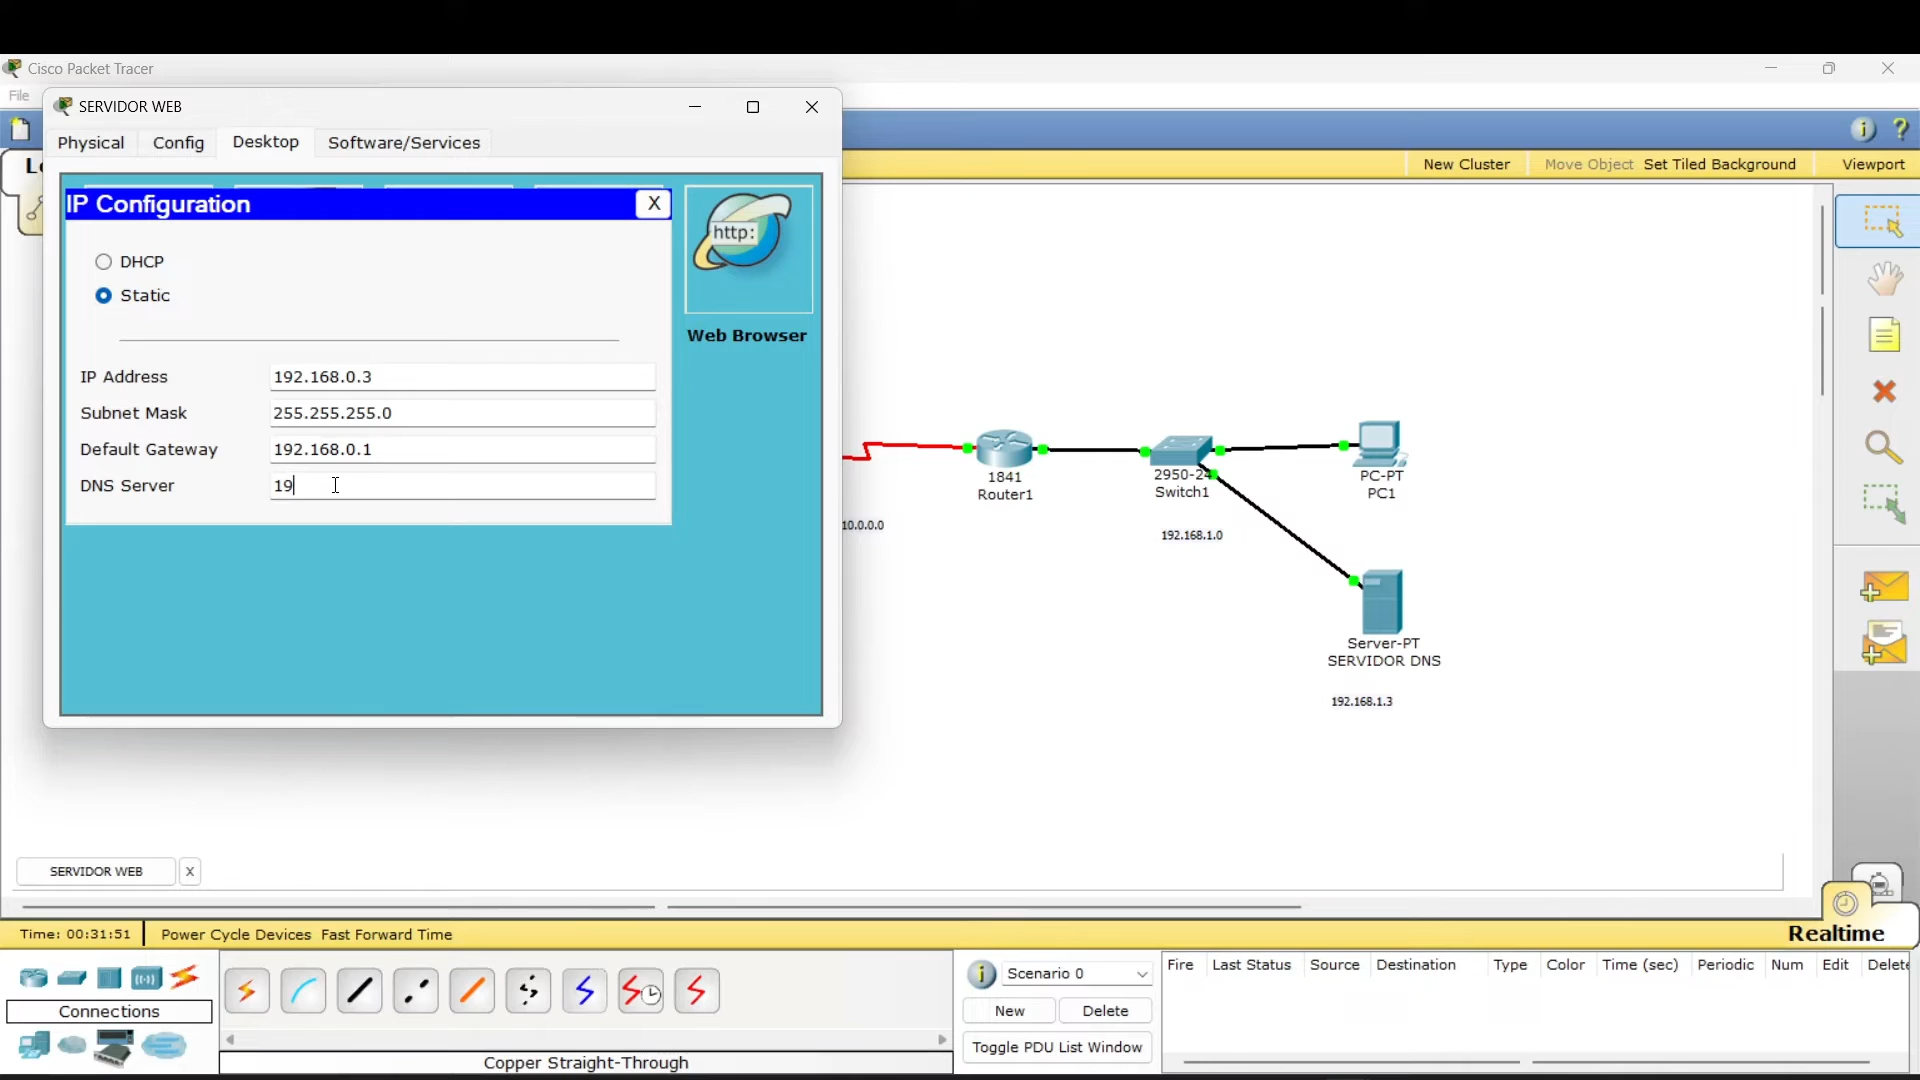 Cisco Packet Tracer
File
SERVIDOR WEB
Physical Config Desktop Software/Services
New Cluster Move Object Set Tiled Background Viewport
IP Configuration X
http:
DHCP
Static
Web Browser
IP Address 192.168.0.3
Subnet Mask 255.255.255.0
Default Gateway 192.168.0.1
DNS Server 19
1841
Router1
2950-24
Switch1
PC-PT
PC1
10.0.0.0
192.168.1.0
Server-PT
SERVIDOR DNS
192.168.1.3
SERVIDOR WEB X
Time: 00:31:51 Power Cycle Devices Fast Forward Time
Realtime
Connections
Copper Straight-Through
Scenario 0
New Delete
Toggle PDU List Window
Fire Last Status Source Destination Type Color Time (sec) Periodic Num Edit Delete